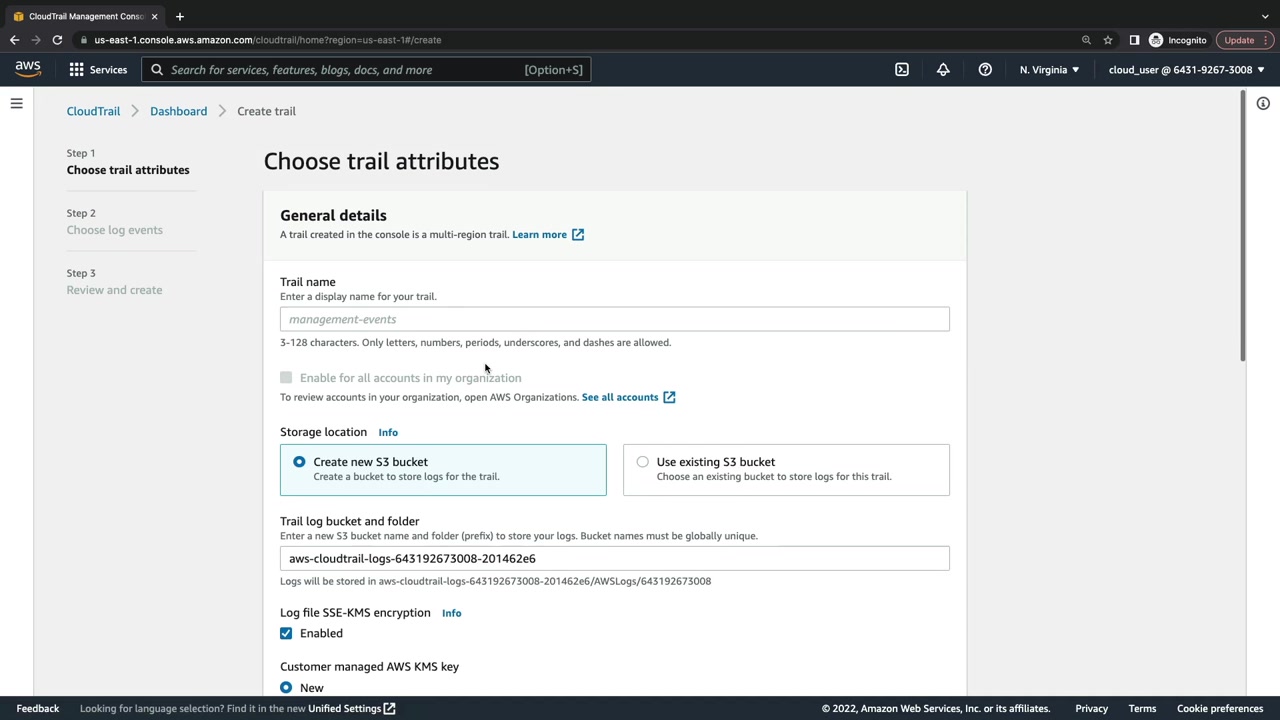 CloudTrail Management Conso
us-east-1.console.aws.amazon.com/cloudtrail/home?region=us-east-1#/create
Incognito
Update
aws
Services
Search for services, features, blogs, docs, and more
[Option+S]
N. Virginia
cloud_user @ 6431-9267-3008
CloudTrail
Dashboard
Create trail
Step 1
Choose trail attributes
Step 2
Choose log events
Step 3
Review and create
Choose trail attributes
General details
A trail created in the console is a multi-region trail. Learn more
Trail name
Enter a display name for your trail.
management-events
3-128 characters. Only letters, numbers, periods, underscores, and dashes are allowed.
Enable for all accounts in my organization
To review accounts in your organization, open AWS Organizations. See all accounts
Storage location Info
Create new S3 bucket
Create a bucket to store logs for the trail.
Use existing S3 bucket
Choose an existing bucket to store logs for this trail.
Trail log bucket and folder
Enter a new S3 bucket name and folder (prefix) to store your logs. Bucket names must be globally unique.
aws-cloudtrail-logs-643192673008-201462e6
Logs will be stored in aws-cloudtrail-logs-643192673008-201462e6/AWSLogs/643192673008
Log file SSE-KMS encryption Info
Enabled
Customer managed AWS KMS key
New
Feedback
Looking for language selection? Find it in the new Unified Settings
© 2022, Amazon Web Services, Inc. or its affiliates.
Privacy
Terms
Cookie preferences